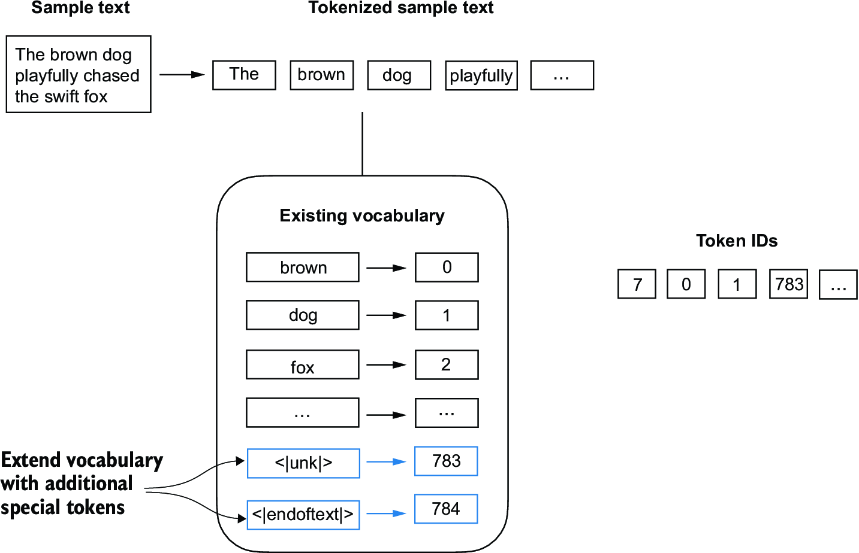 Sample text
Tokenized sample text
The brown dog
playfully chased
the swift fox
The brown dog playfully ...
Existing vocabulary
brown 0
dog 1
fox 2
... ...
<|unk|> 783
<|endoftext|> 784
Extend vocabulary
with additional
special tokens
Token IDs
7 0 1 783 ...